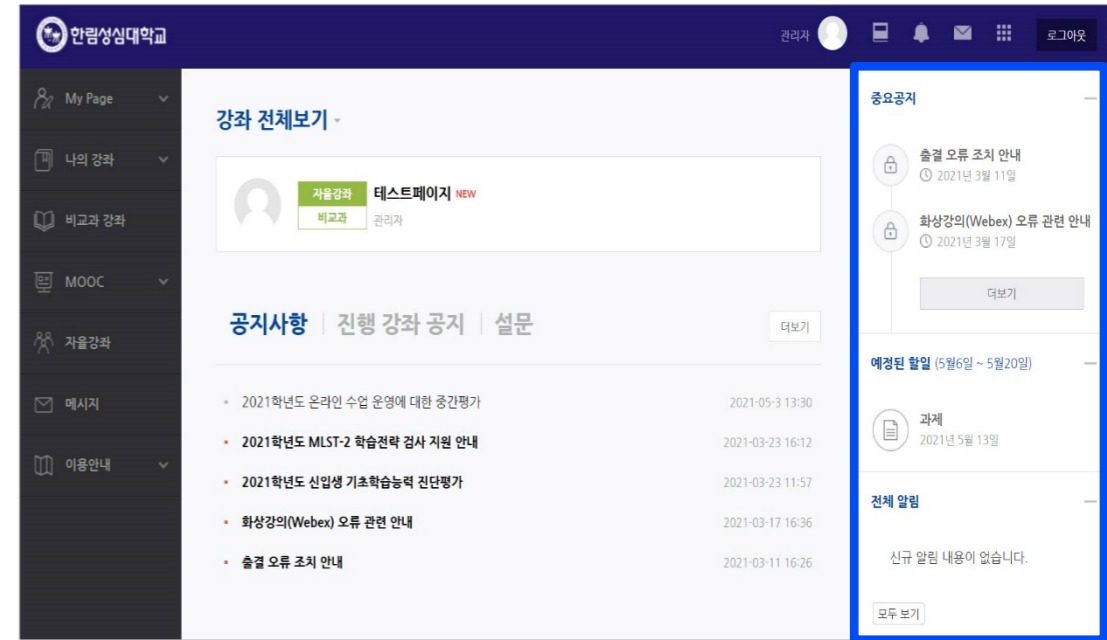 한림성심대학교
관리자
로그아웃
My Page
나의 강좌
비교과 강좌
MOOC
자율강좌
메시지
이용안내
강좌 전체보기
자율강좌 테스트페이지 NEW
비교과 관리자
공지사항 진행 강좌 공지 설문
더보기
2021학년도 온라인 수업 운영에 대한 중간평가 2021-05-3 13:30
2021학년도 MLST-2 학습전략 검사 지원 안내 2021-03-23 16:12
2021학년도 신입생 기초학습능력 진단평가 2021-03-23 11:57
화상강의(Webex) 오류 관련 안내 2021-03-17 16:36
출결 오류 조치 안내 2021-03-11 16:26
중요공지
출결 오류 조치 안내
2021년 3월 11일
화상강의(Webex) 오류 관련 안내
2021년 3월 17일
더보기
예정된 할일 (5월6일 ~ 5월20일)
과제
2021년 5월 13일
전체 알림
신규 알림 내용이 없습니다.
모두 보기